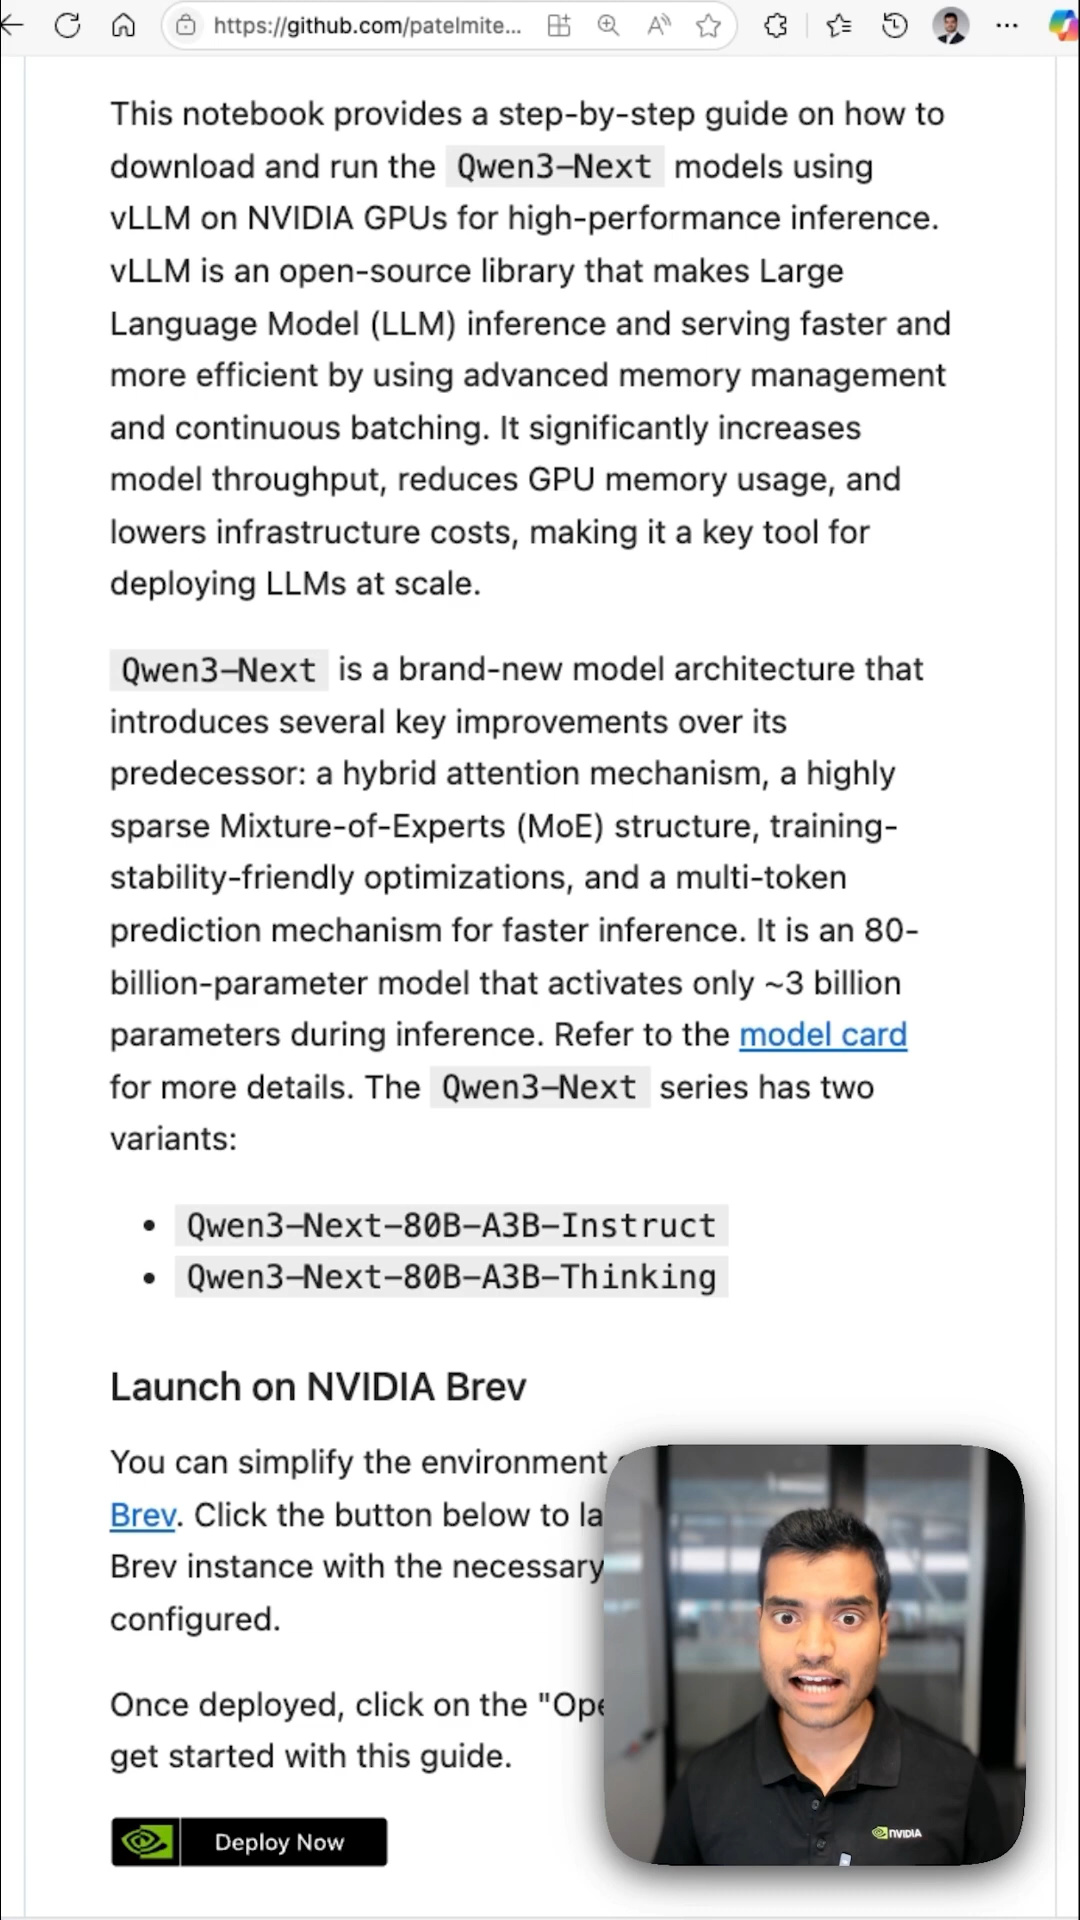 https://github.com/patelmite...
This notebook provides a step-by-step guide on how to
download and run the Qwen3-Next models using
vLLM on NVIDIA GPUs for high-performance inference.
vLLM is an open-source library that makes Large
Language Model (LLM) inference and serving faster and
more efficient by using advanced memory management
and continuous batching. It significantly increases
model throughput, reduces GPU memory usage, and
lowers infrastructure costs, making it a key tool for
deploying LLMs at scale.
Qwen3-Next is a brand-new model architecture that
introduces several key improvements over its
predecessor: a hybrid attention mechanism, a highly
sparse Mixture-of-Experts (MoE) structure, training-
stability-friendly optimizations, and a multi-token
prediction mechanism for faster inference. It is an 80-
billion-parameter model that activates only ~3 billion
parameters during inference. Refer to the model card
for more details. The Qwen3-Next series has two
variants:
• Qwen3-Next-80B-A3B-Instruct
• Qwen3-Next-80B-A3B-Thinking
Launch on NVIDIA Brev
You can simplify the environment
Brev. Click the button below to la
Brev instance with the necessary
configured.
Once deployed, click on the "Ope
get started with this guide.
Deploy Now
NVIDIA